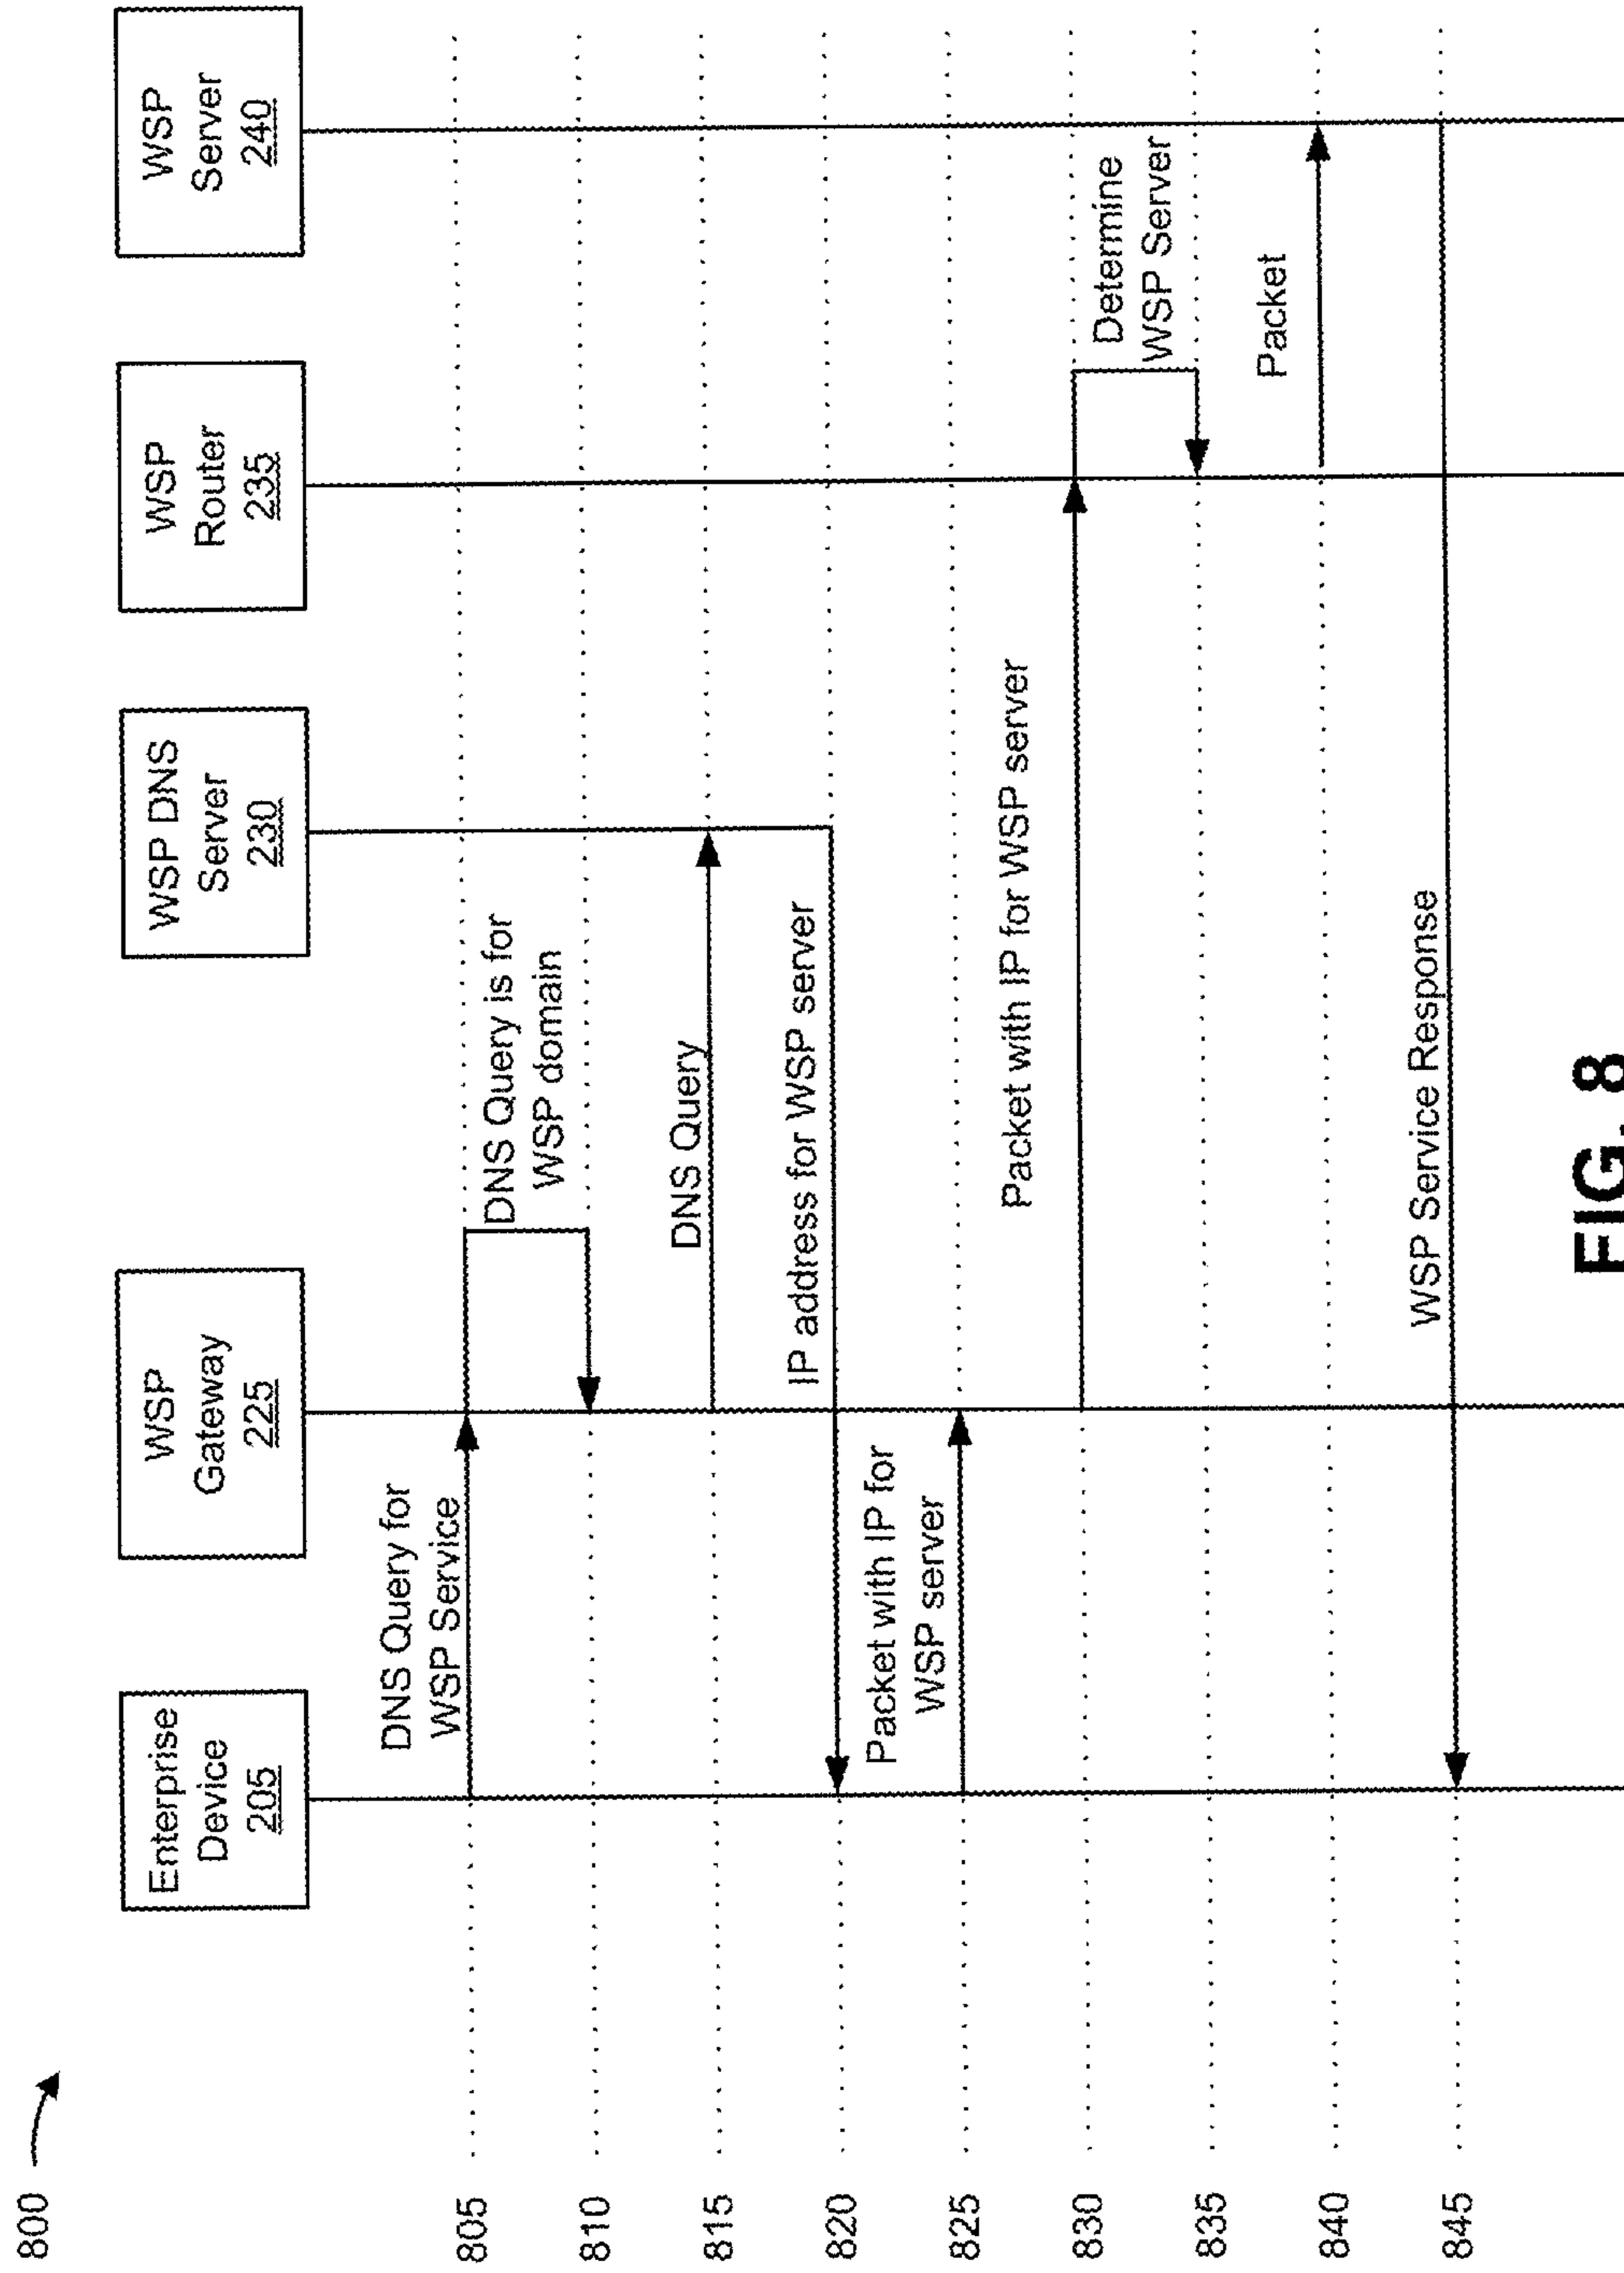 800
Enterprise
Device
205
WSP
Gateway
225
WSP DNS
Server
230
WSP
Router
235
WSP
Server
240
805
DNS Query for
WSP Service
DNS Query is for
WSP domain
810
815
DNS Query
820
IP address for WSP server
825
Packet with IP for
WSP server
830
Packet with IP for WSP server
Determine
WSP Server
835
840
Packet
845
WSP Service Response
FIG. 8